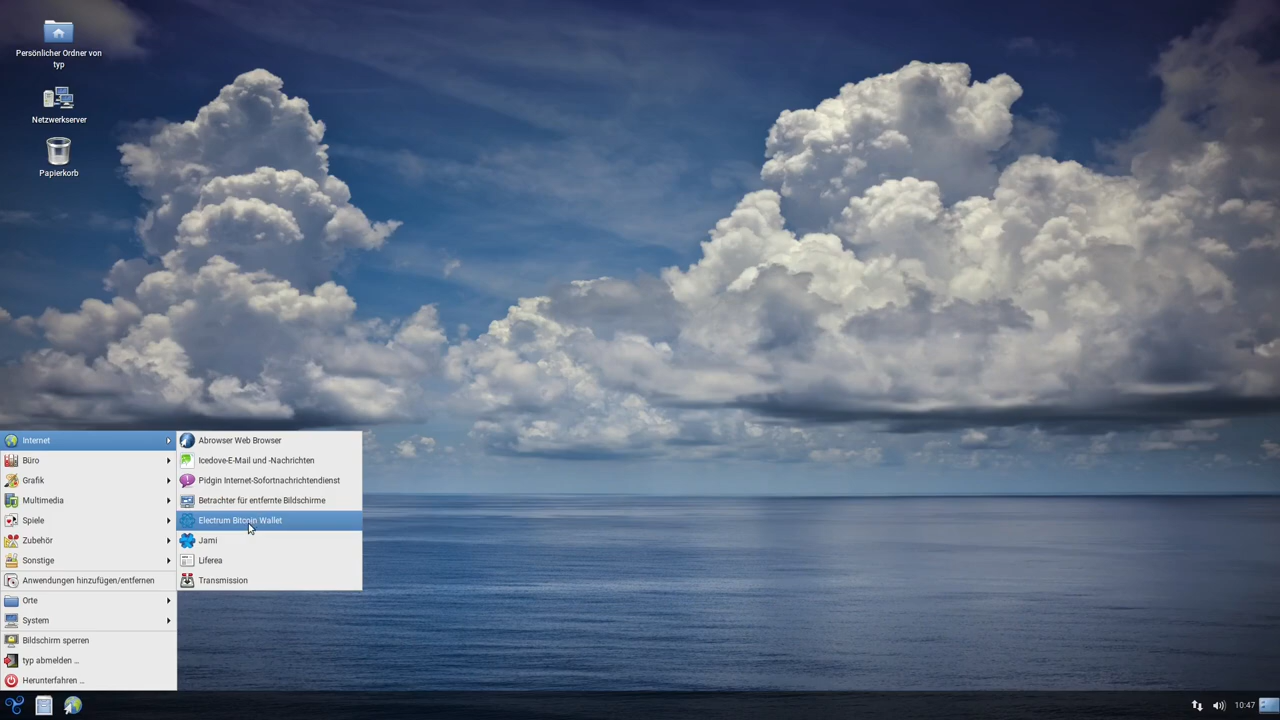 Persönlicher Ordner von
typ
Netzwerkserver
Papierkorb
Internet
Büro
Grafik
Multimedia
Spiele
Zubehör
Sonstige
Anwendungen hinzufügen/entfernen
Orte
System
Bildschirm sperren
typ abmelden ...
Herunterfahren ...
Abrowser Web Browser
Icedove-E-Mail und -Nachrichten
Pidgin Internet-Sofortnachrichtendienst
Betrachter für entfernte Bildschirme
Electrum Bitcoin Wallet
Jami
Liferea
Transmission
10:47